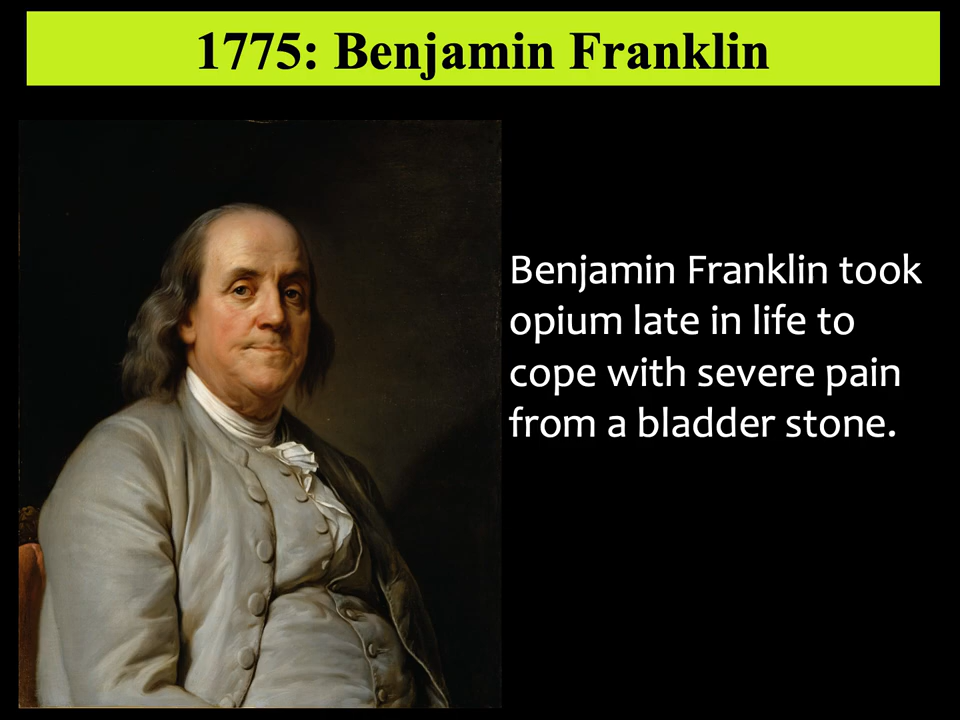 1775: Benjamin Franklin
Benjamin Franklin took
opium late in life to
cope with severe pain
from a bladder stone.